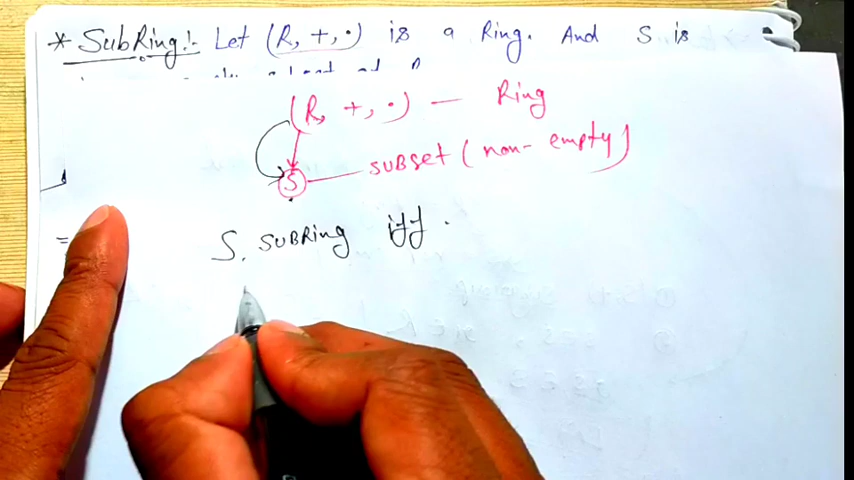 * SubRing:- Let (R, +, •) is a Ring. And S is
(R, +, •) — Ring
S — subset (non-empty)
S. SUBRing iff.